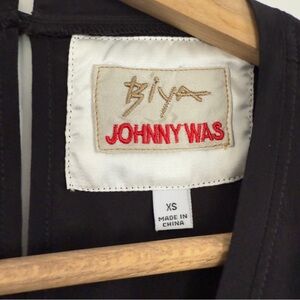 Biya
JOHNNY WAS
XS
MADE IN
CHINA